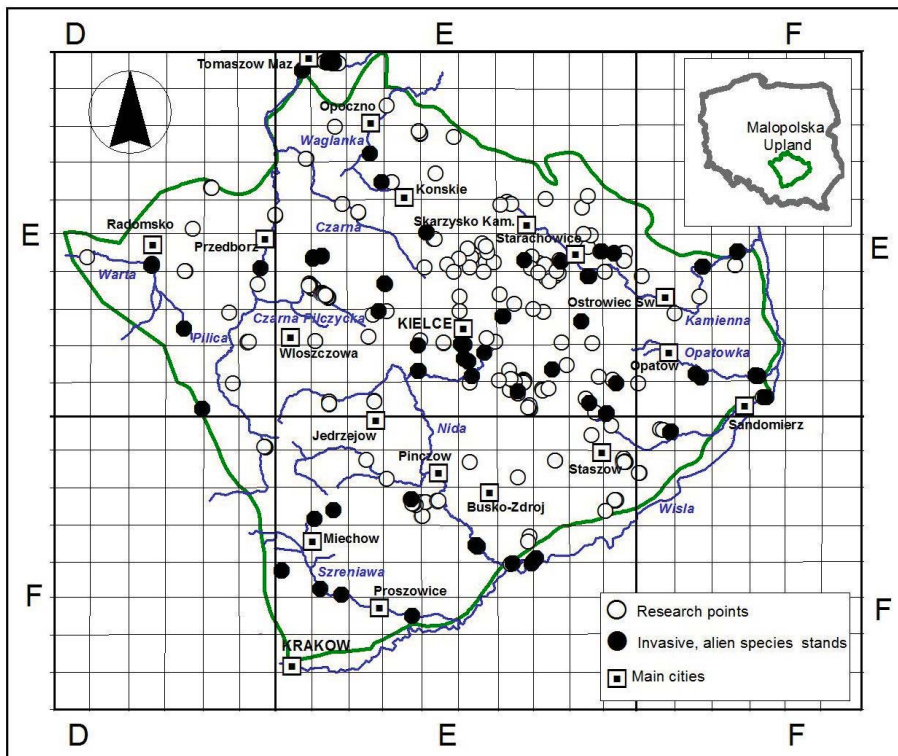 D
E
F
Tomaszow Maz.
Opoczno
Malopolska
Upland
Wąglanka
Konskie
Radomsko
Skarzysko Kam.
E
Czarna
Starachowice
E
Przedborz
Warta
Ostrowiec Sw.
Pilica
Czarna Pilczycka
KIELCE
Kamienna
Wloszczowa
Opatow
Opatowka
Sandomierz
Jedrzejow
Nida
Pinczow
Staszow
Busko-Zdroj
Wisla
Miechow
Szreniawa
F
Proszowice
F
Research points
Invasive, alien species stands
KRAKOW
Main cities
D
E
F